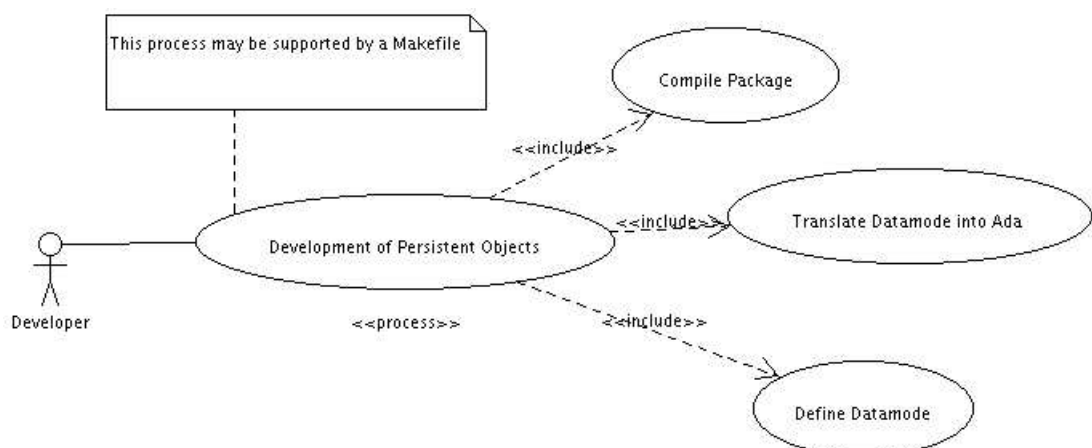 This process may be supported by a Makefile
Compile Package
<<include>>
<<include>>
Translate Datamode into Ada
Development of Persistent Objects
Developer
<<process>>
<<include>>
Define Datamode